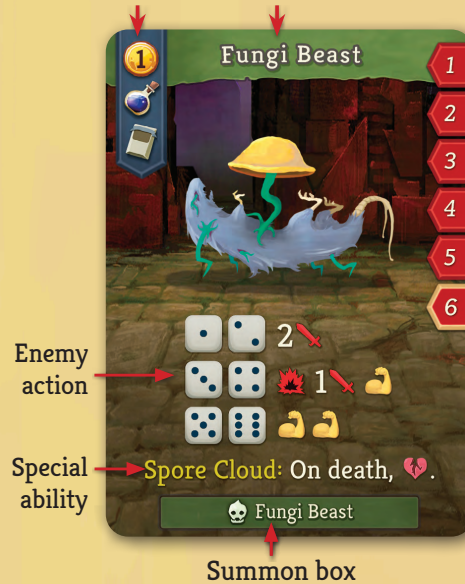 1
Fungi Beast
1
2
3
4
5
6
2
Enemy
action
1
Special
ability
Spore Cloud: On death, .
Fungi Beast
Summon box